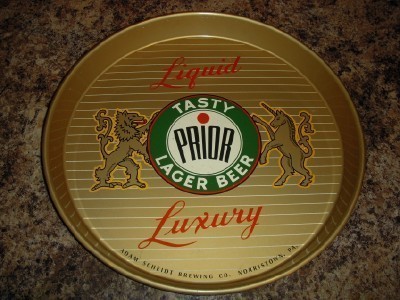 Liquid
TASTY
PRIOR
LAGER BEER
Luxury
ADAM SCHEIDT BREWING CO. NORRISTOWN, PA.